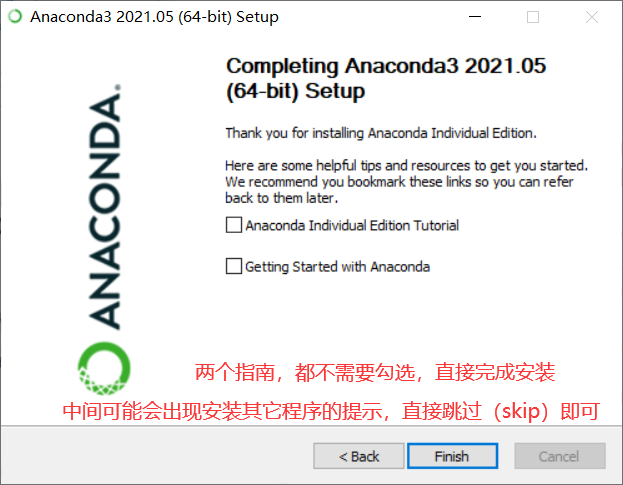 Anaconda3 2021.05 (64-bit) Setup
ANACONDA.
Completing Anaconda3 2021.05
(64-bit) Setup
Thank you for installing Anaconda Individual Edition.
Here are some helpful tips and resources to get you started.
We recommend you bookmark these links so you can refer
back to them later.
Anaconda Individual Edition Tutorial
Getting Started with Anaconda
两个指南，都不需要勾选，直接完成安装
中间可能会出现安装其它程序的提示，直接跳过（skip）即可
< Back
Finish
Cancel